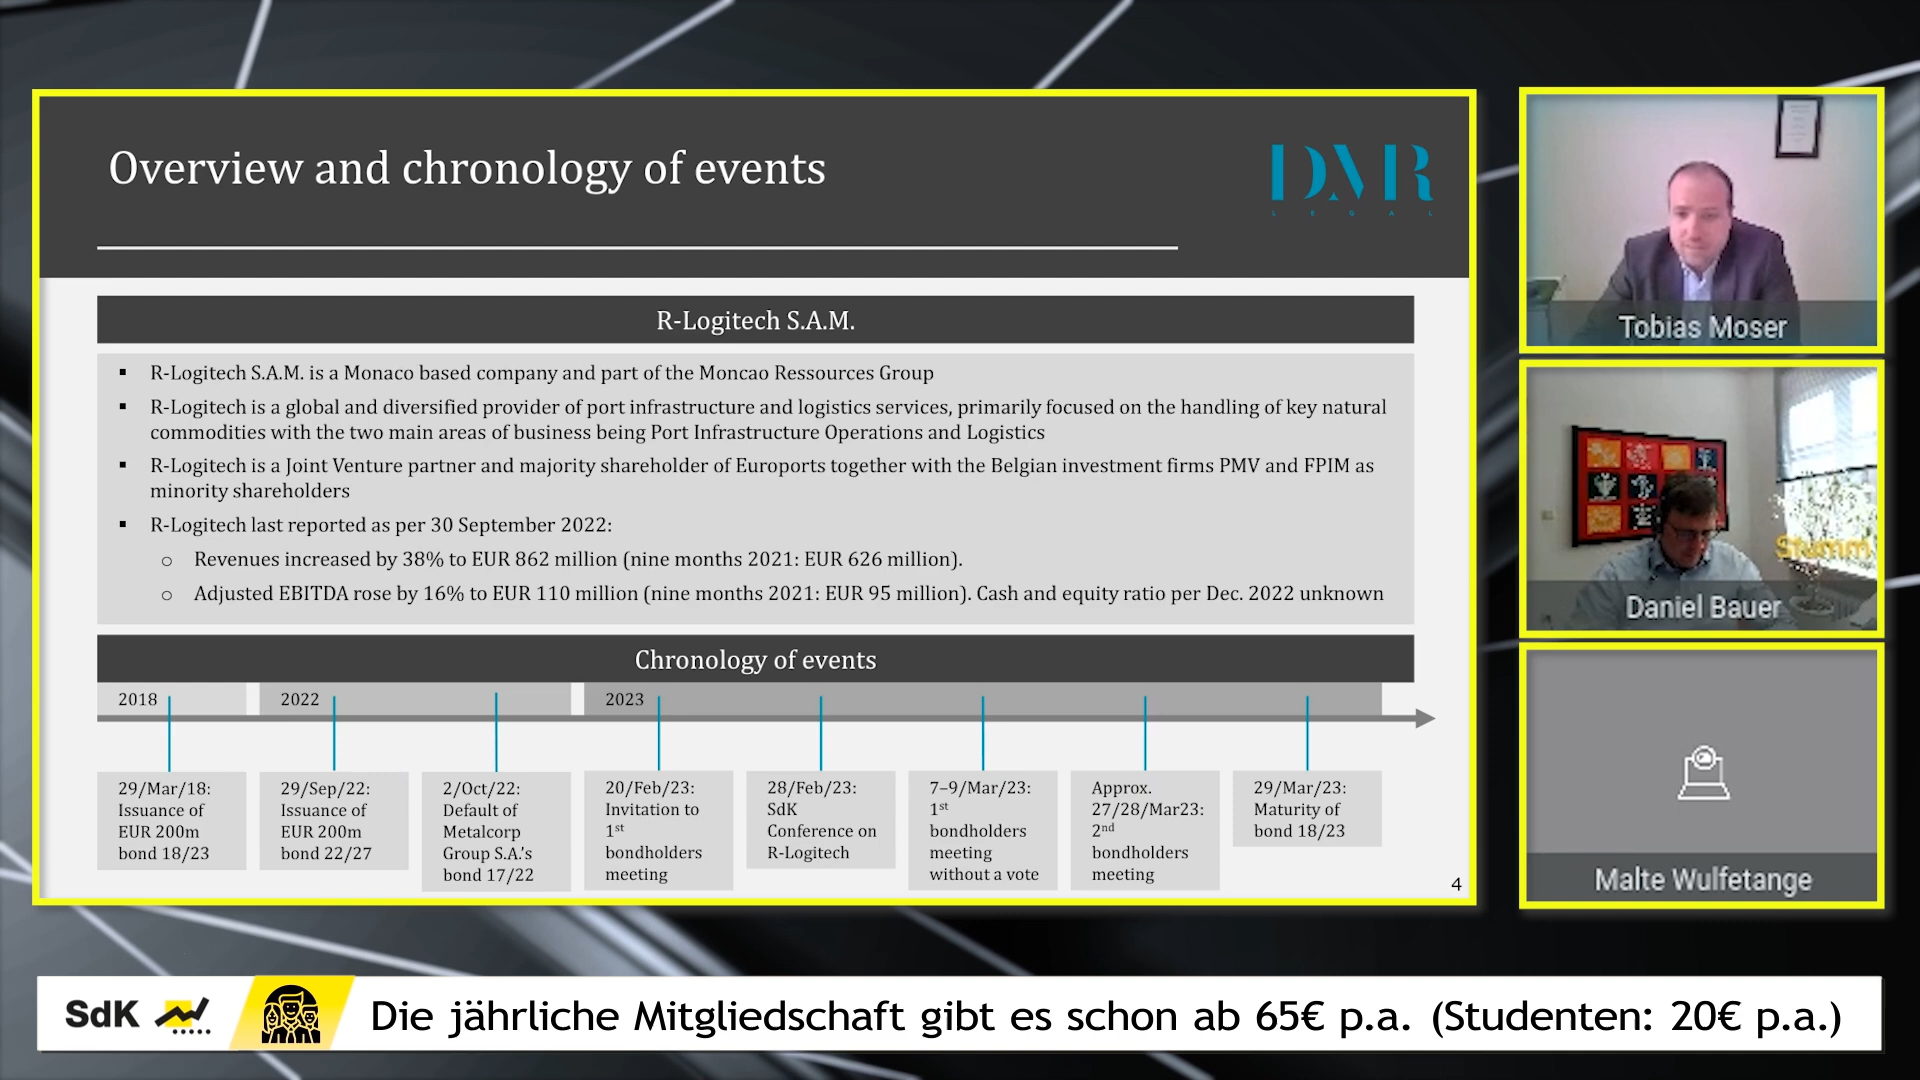 Overview and chronology of events
DMR
LEGAL
R-Logitech S.A.M.
▪ R-Logitech S.A.M. is a Monaco based company and part of the Moncao Ressources Group
▪ R-Logitech is a global and diversified provider of port infrastructure and logistics services, primarily focused on the handling of key natural
commodities with the two main areas of business being Port Infrastructure Operations and Logistics
▪ R-Logitech is a Joint Venture partner and majority shareholder of Euroports together with the Belgian investment firms PMV and FPIM as
minority shareholders
▪ R-Logitech last reported as per 30 September 2022:
o Revenues increased by 38% to EUR 862 million (nine months 2021: EUR 626 million).
o Adjusted EBITDA rose by 16% to EUR 110 million (nine months 2021: EUR 95 million). Cash and equity ratio per Dec. 2022 unknown
Chronology of events
2018
2022
2023
29/Mar/18:
Issuance of
EUR 200m
bond 18/23
29/Sep/22:
Issuance of
EUR 200m
bond 22/27
2/Oct/22:
Default of
Metalcorp
Group S.A.'s
bond 17/22
20/Feb/23:
Invitation to
1st
bondholders
meeting
28/Feb/23:
SdK
Conference on
R-Logitech
7–9/Mar/23:
1st
bondholders
meeting
without a vote
Approx.
27/28/Mar23:
2nd
bondholders
meeting
29/Mar/23:
Maturity of
bond 18/23
4
Tobias Moser
Stumm
Daniel Bauer
Malte Wulfetange
SdK
Die jährliche Mitgliedschaft gibt es schon ab 65€ p.a. (Studenten: 20€ p.a.)